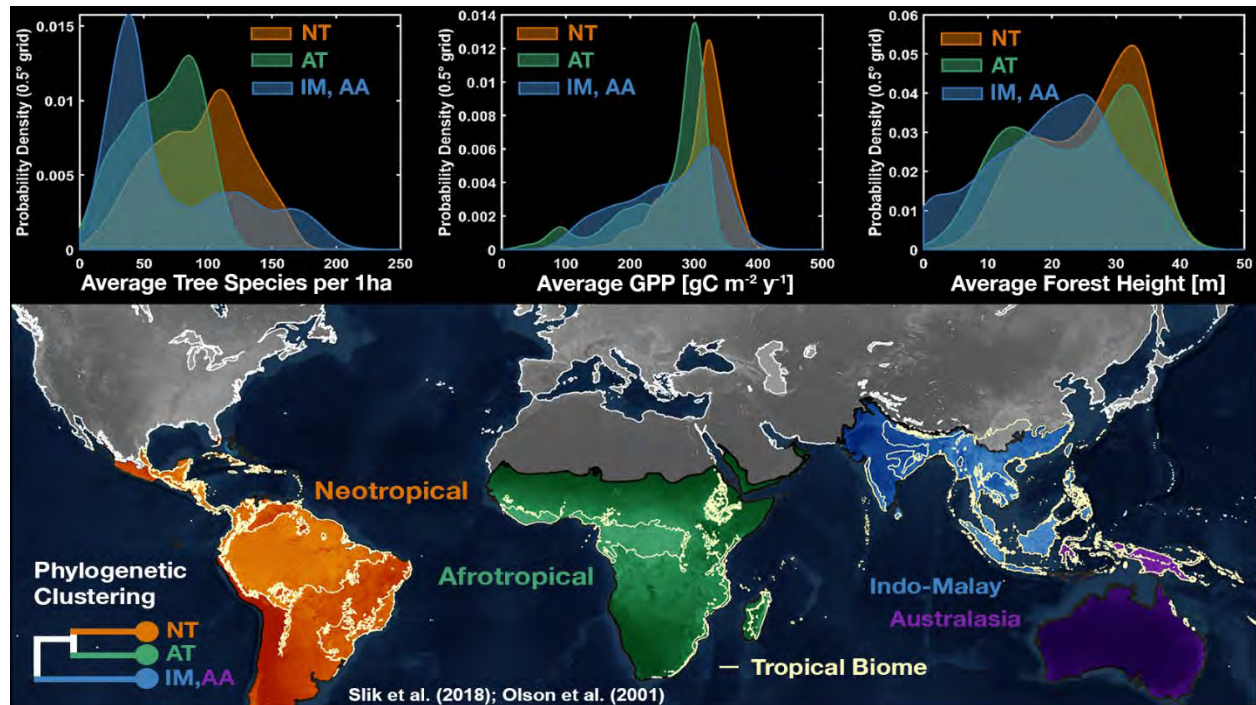 Probability Density (0.5° grid)
0.015
0.01
0.005
0
NT
AT
IM, AA
0
50
100
150
200
250
Average Tree Species per 1ha
Probability Density (0.5° grid)
0.014
0.012
0.010
0.008
0.006
0.004
0.002
0
NT
AT
IM, AA
0
100
200
300
400
500
Average GPP [gC m⁻² y⁻¹]
Probability Density (0.5° grid)
0.06
0.05
0.04
0.03
0.02
0.01
0
NT
AT
IM, AA
0
10
20
30
40
50
Average Forest Height [m]
Neotropical
Afrotropical
Indo-Malay
Australasia
Phylogenetic
Clustering
NT
AT
IM,AA
Tropical Biome
Slik et al. (2018); Olson et al. (2001)